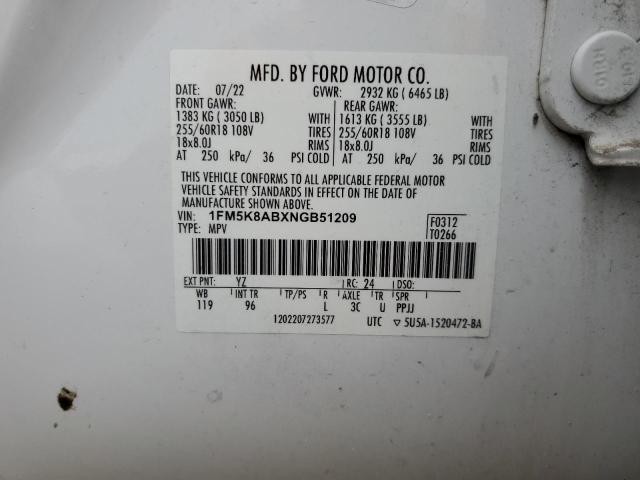 MFD. BY FORD MOTOR CO.
DATE: 07/22 GVWR: 2932 KG ( 6465 LB)
FRONT GAWR: REAR GAWR:
1383 KG ( 3050 LB) WITH 1613 KG ( 3555 LB) WITH
255/60R18 108V TIRES 255/60R18 108V TIRES
18x8.0J RIMS 18x8.0J RIMS
AT 250 kPa/ 36 PSI COLD AT 250 kPa/ 36 PSI COLD
THIS VEHICLE CONFORMS TO ALL APPLICABLE FEDERAL MOTOR
VEHICLE SAFETY STANDARDS IN EFFECT ON THE DATE OF
MANUFACTURE SHOWN ABOVE.
VIN: 1FM5K8ABXNGB51209 F0312
TYPE: MPV T0266
EXT PNT: YZ RC: 24 DSO:
WB INT TR TP/PS R AXLE TR SPR
119 96 L 3C U PPJJ
1202207273577 UTC ▽ 5U5A-1520472-BA